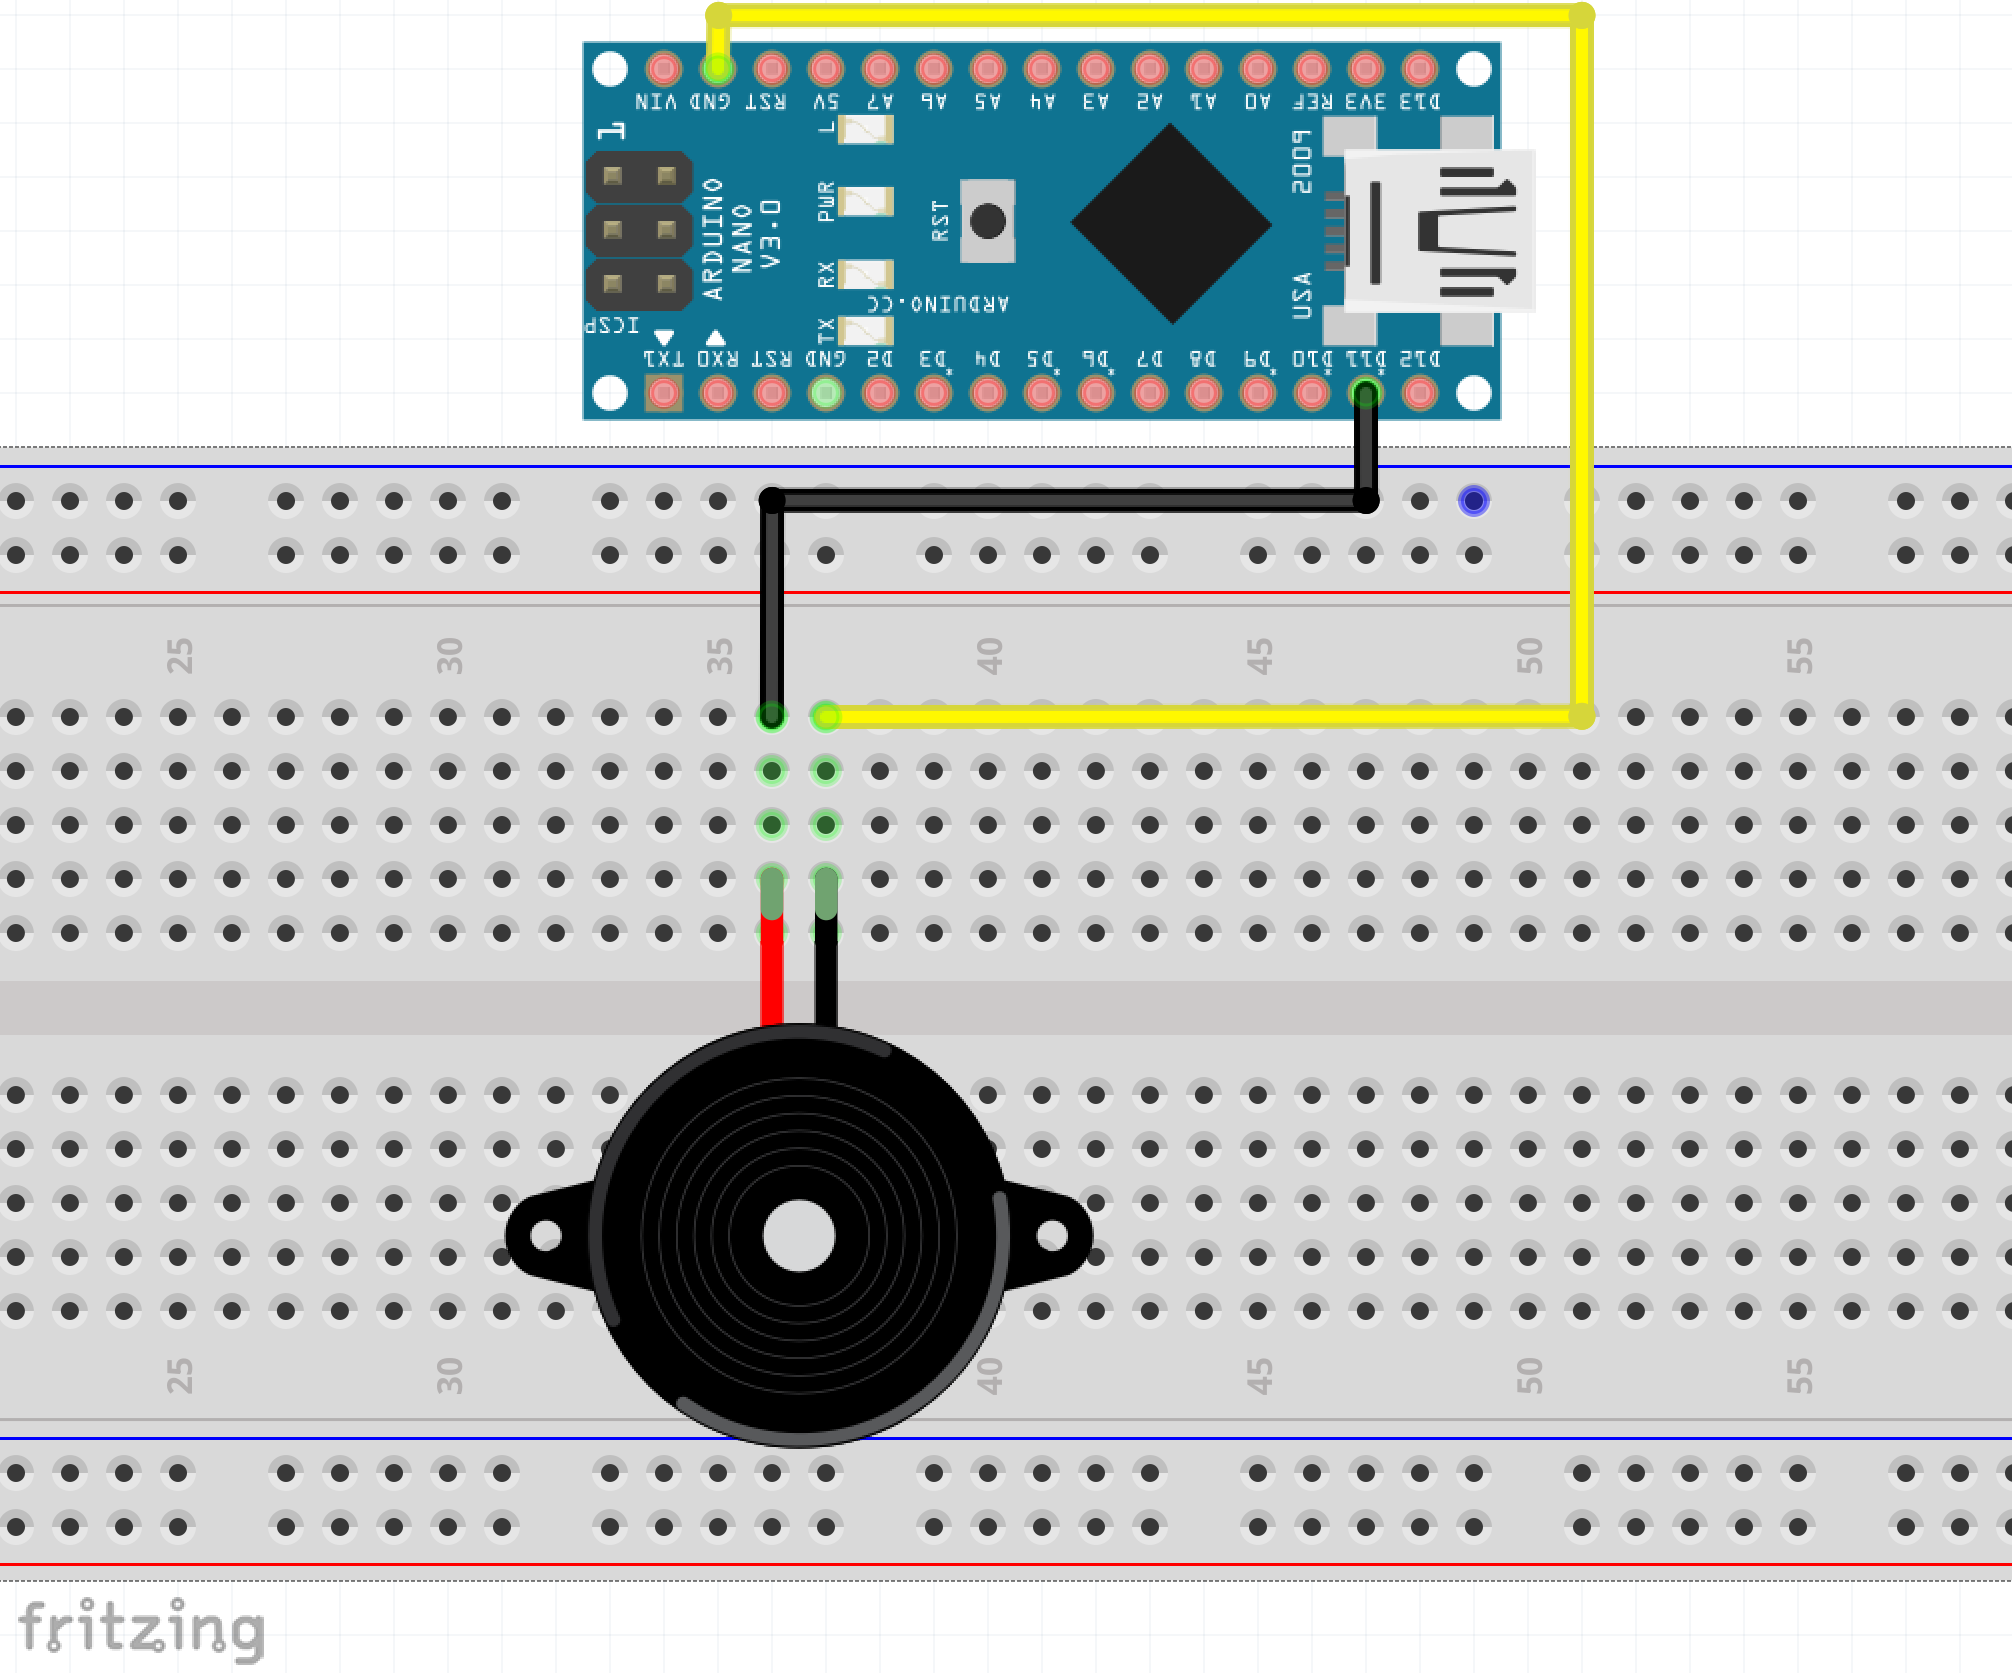 VIN GND RST 5V A7 A6 A5 A4 A3 A2 A1 A0 REF 3V3 D13
1
L
PWR
RX
TX
ARDUINO
NANO
V3.0
RST
ARDUINO.CC
2009
USA
ICSP
TX1 RX0 RST GND D2 D3* D4 D5* D6* D7 D8 D9* D10* D11* D12
25 30 35 40 45 50 55
25 30 40 45 50 55
fritzing